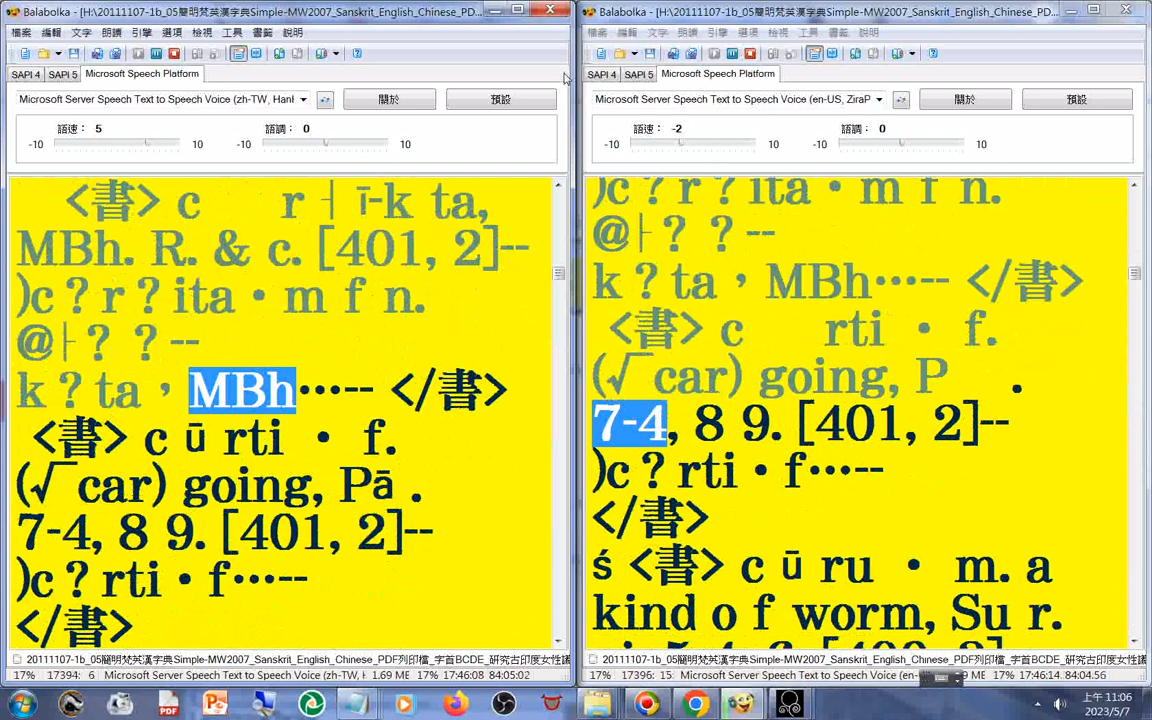 Balabolka - [H:\20111107-1b_05簡明梵英漢字典Simple-MW2007_Sanskrit_English_Chinese_PD...
檔案 編輯 文字 朗讀 引擎 選項 檢視 工具 書籤 說明
SAPI 4 SAPI 5 Microsoft Speech Platform
Microsoft Server Speech Text to Speech Voice (zh-TW, HanH
關於 預設
語速： 5 語調： 0
-10 10 -10 10
<書> c r ┤ ī-k ta,
MBh. R. & c. [401, 2]--
)c？r？ita・m f n.
@├？ ？--
k？ta，MBh…-- </書>
<書> c ū rti ・ f.
(√ car) going, Pā .
7-4, 8 9. [401, 2]--
)c？rti・f…--
</書>
20111107-1b_05簡明梵英漢字典Simple-MW2007_Sanskrit_English_Chinese_PDF列印檔_字首BCDE_研究古印度女性議
17% 17394: 6 Microsoft Server Speech Text to Speech Voice (zh-TW, H 1.69 MB 17% 17:46:08 84:05:02
Balabolka - [H:\20111107-1b_05簡明梵英漢字典Simple-MW2007_Sanskrit_English_Chinese_PD...
檔案 編輯 文字 朗讀 引擎 選項 檢視 工具 書籤 說明
SAPI 4 SAPI 5 Microsoft Speech Platform
Microsoft Server Speech Text to Speech Voice (en-US, ZiraP
關於 預設
語速： -2 語調： 0
-10 10 -10 10
)c？r？ita・m f n.
@├？ ？--
k？ta，MBh…-- </書>
<書> c rti ・ f.
(√ car) going, P .
7-4, 8 9. [401, 2]--
)c？rti・f…--
</書>
ś <書> c ū ru ・ m. a
kind o f worm, Su r.
20111107-1b_05簡明梵英漢字典Simple-MW2007_Sanskrit_English_Chinese_PDF列印檔_字首BCDE_研究古印度女性議
17% 17396: 15 Microsoft Server Speech Text to Speech Voice (en-U 9 MB 17% 17:46:14 84:04:56
上午 11:06
2023/5/7